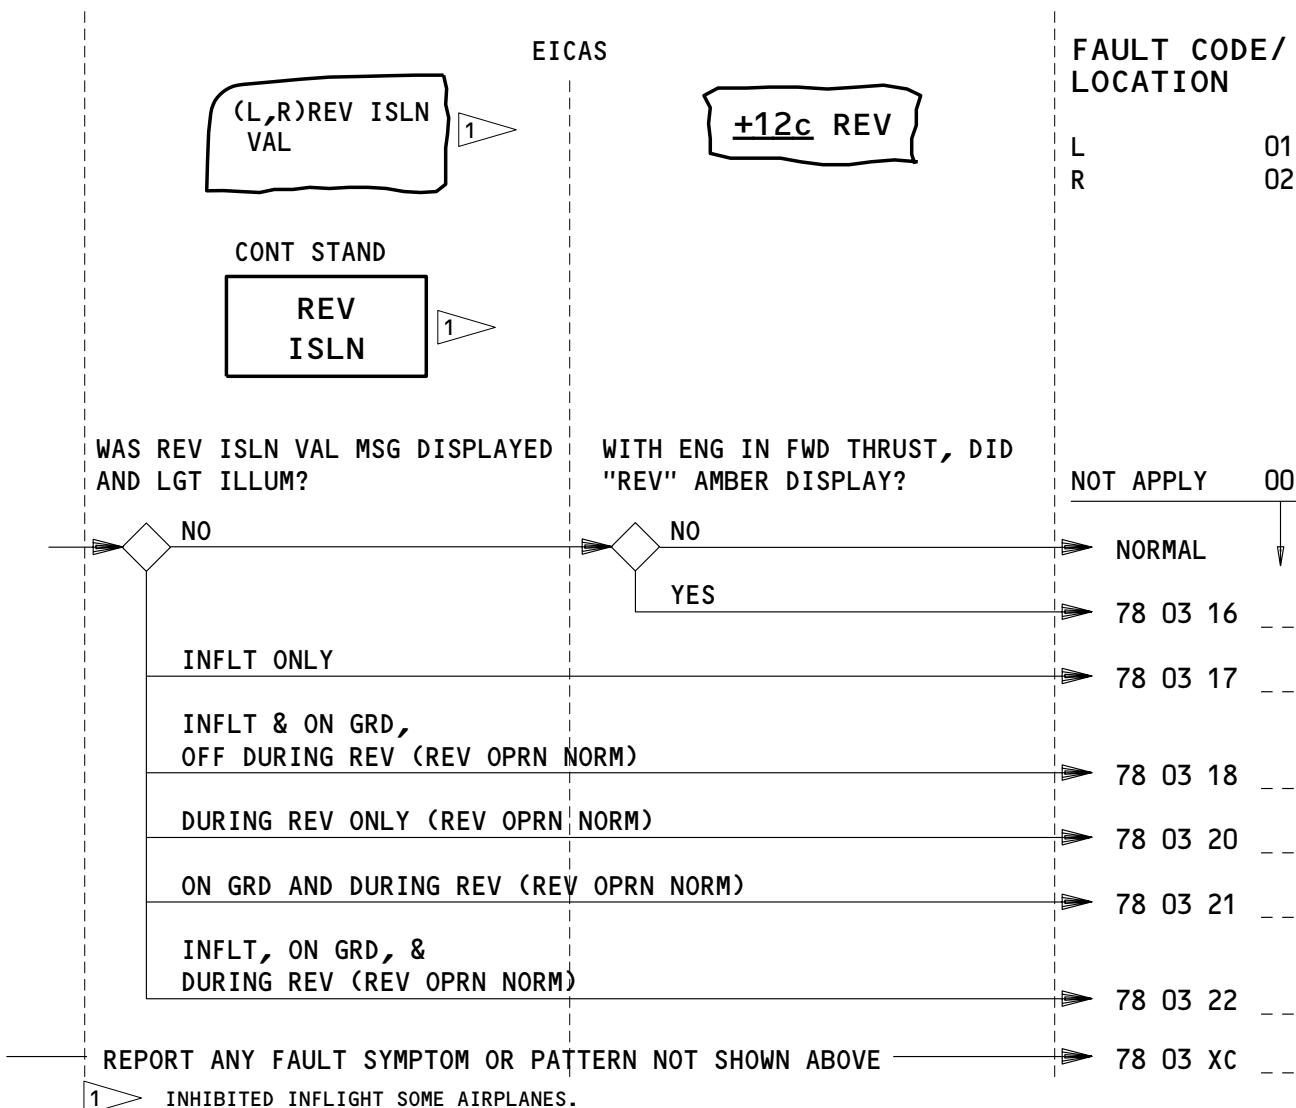 EICAS
FAULT CODE/
LOCATION
(L,R)REV ISLN
VAL
1
+12c REV
L 01
R 02
CONT STAND
REV
ISLN
1
WAS REV ISLN VAL MSG DISPLAYED
AND LGT ILLUM?
WITH ENG IN FWD THRUST, DID
"REV" AMBER DISPLAY?
NOT APPLY 00
NO
NO
NORMAL
YES
78 03 16 _ _
INFLT ONLY
78 03 17 _ _
INFLT & ON GRD,
OFF DURING REV (REV OPRN NORM)
78 03 18 _ _
DURING REV ONLY (REV OPRN NORM)
78 03 20 _ _
ON GRD AND DURING REV (REV OPRN NORM)
78 03 21 _ _
INFLT, ON GRD, &
DURING REV (REV OPRN NORM)
78 03 22 _ _
REPORT ANY FAULT SYMPTOM OR PATTERN NOT SHOWN ABOVE
78 03 XC _ _
1 INHIBITED INFLIGHT SOME AIRPLANES.